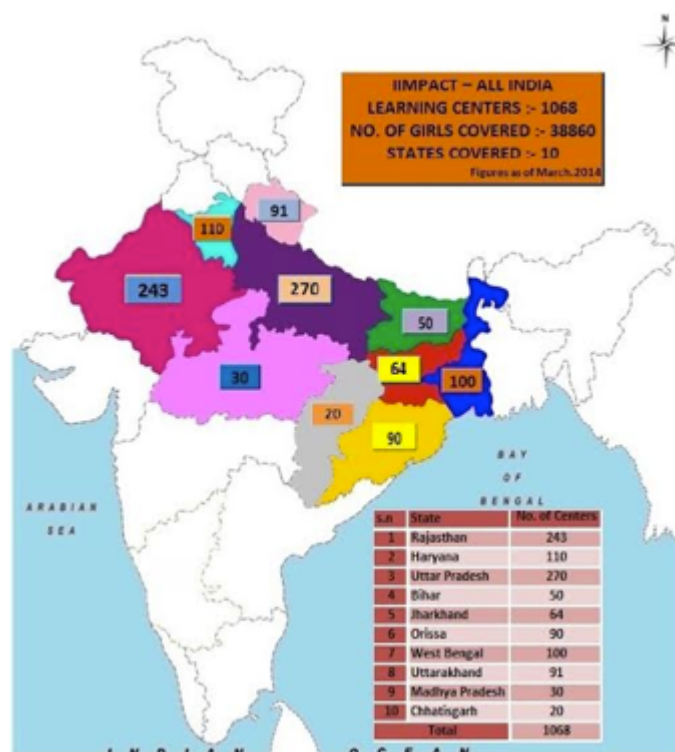 N
IIMPACT – ALL INDIA
LEARNING CENTERS :- 1068
NO. OF GIRLS COVERED :- 38860
STATES COVERED :- 10
Figures as of March.2014
91
110
243
270
50
64
30
100
20
90
BAY
OF
BENGAL
ARABIAN
SEA
s.n State No. of Centers
1 Rajasthan 243
2 Haryana 110
3 Uttar Pradesh 270
4 Bihar 50
5 Jharkhand 64
6 Orissa 90
7 West Bengal 100
8 Uttarakhand 91
9 Madhya Pradesh 30
10 Chhatisgarh 20
Total 1068
INDIAN OCEAN